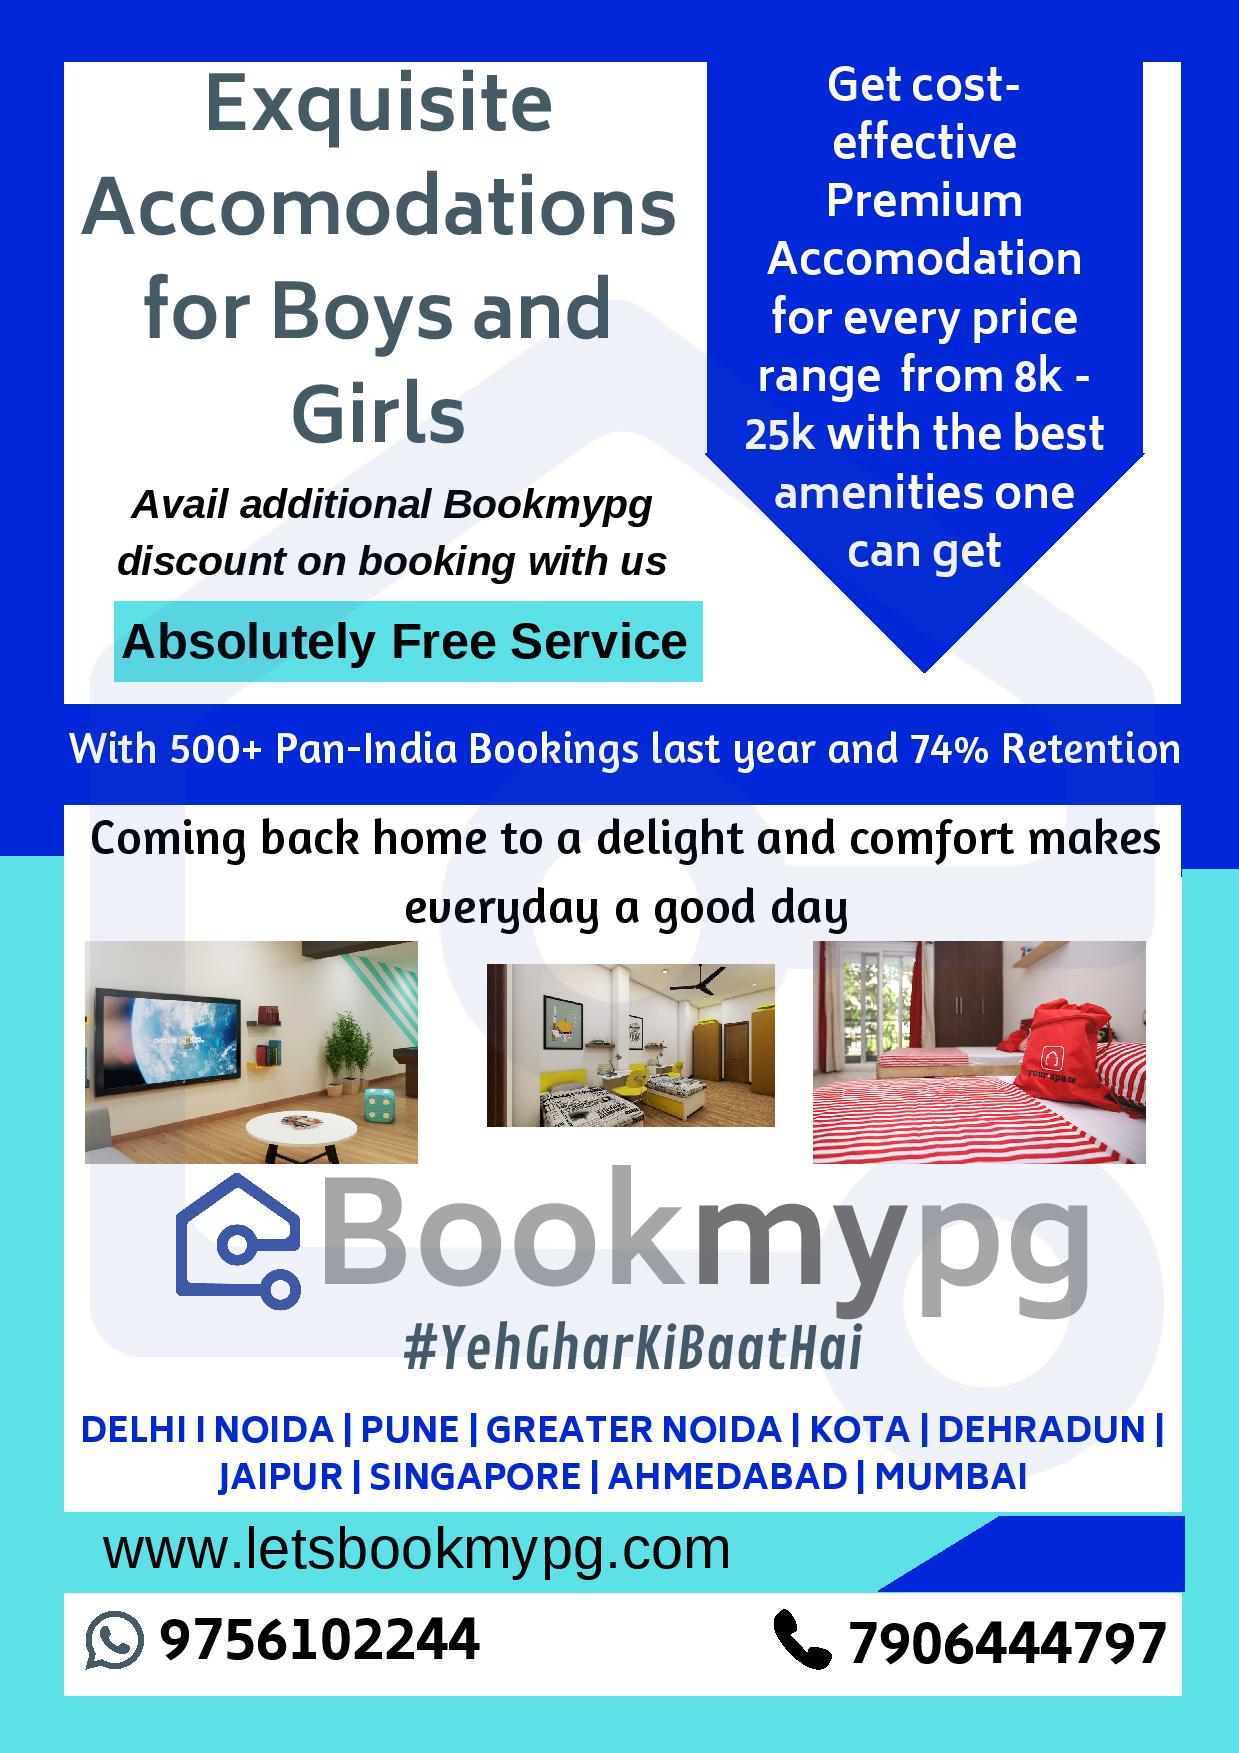 Exquisite
Accomodations
for Boys and
Girls
Avail additional Bookmypg
discount on booking with us
Absolutely Free Service
Get cost-
effective
Premium
Accomodation
for every price
range from 8k -
25k with the best
amenities one
can get
With 500+ Pan-India Bookings last year and 74% Retention
Coming back home to a delight and comfort makes
everyday a good day
your space
Bookmypg
#YehGharKiBaatHai
DELHI I NOIDA | PUNE | GREATER NOIDA | KOTA | DEHRADUN |
JAIPUR | SINGAPORE | AHMEDABAD | MUMBAI
www.letsbookmypg.com
9756102244
7906444797